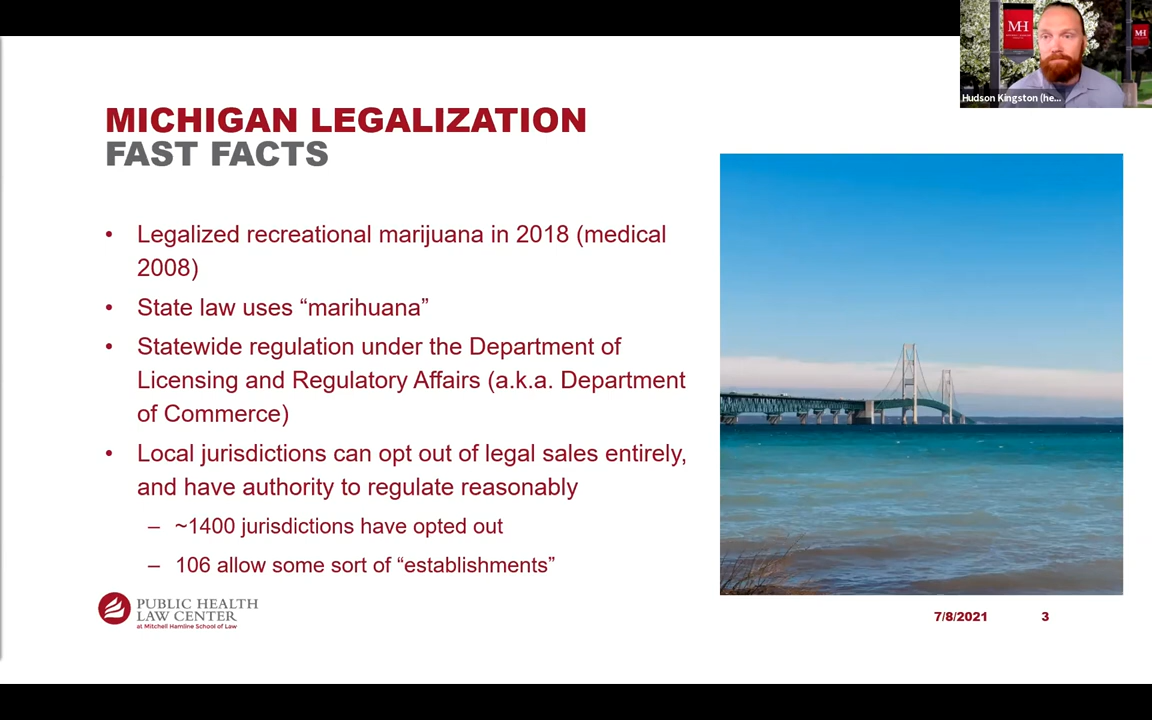 MH
MH
Hudson Kingston (he...
MICHIGAN LEGALIZATION
FAST FACTS
• Legalized recreational marijuana in 2018 (medical
2008)
• State law uses “marihuana”
• Statewide regulation under the Department of
Licensing and Regulatory Affairs (a.k.a. Department
of Commerce)
• Local jurisdictions can opt out of legal sales entirely,
and have authority to regulate reasonably
– ~1400 jurisdictions have opted out
– 106 allow some sort of “establishments”
PUBLIC HEALTH
LAW CENTER
at Mitchell Hamline School of Law
7/8/2021 3